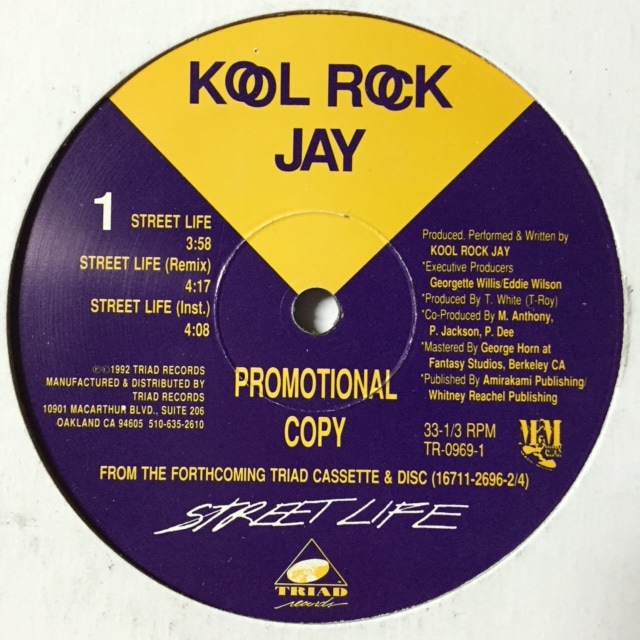 KOOL ROCK
JAY
1
STREET LIFE
3:58
STREET LIFE (Remix)
4:17
STREET LIFE (Inst.)
4:08
Produced. Performed & Written by
KOOL ROCK JAY
*Executive Producers
Georgette Willis/Eddie Wilson
*Produced By T. White (T-Roy)
*Co-Produced By M. Anthony,
P. Jackson, P. Dee
*Mastered By George Horn at
Fantasy Studios, Berkeley CA
*Published By Amirakami Publishing/
Whitney Reachel Publishing
Ⓟ©1992 TRIAD RECORDS
MANUFACTURED & DISTRIBUTED BY
TRIAD RECORDS
10901 MACARTHUR BLVD., SUITE 206
OAKLAND CA 94605 510-635-2610
PROMOTIONAL
COPY
33-1/3 RPM
TR-0969-1
M&M
FROM THE FORTHCOMING TRIAD CASSETTE & DISC (16711-2696-2/4)
STREET LIFE
TRIAD
records